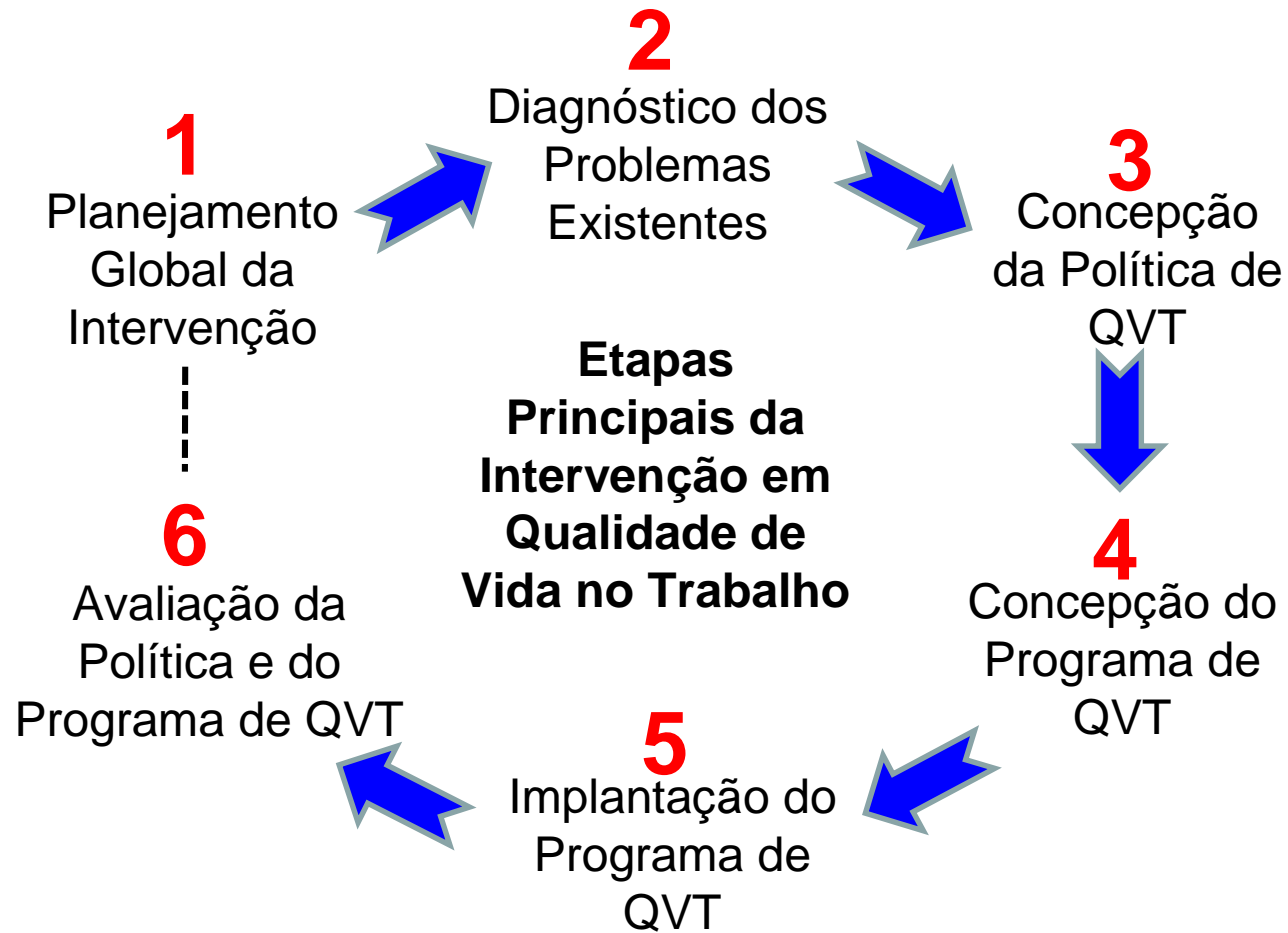 1
Planejamento
Global da
Intervenção
2
Diagnóstico dos
Problemas
Existentes
3
Concepção
da Política de
QVT
4
Concepção do
Programa de
QVT
5
Implantação do
Programa de
QVT
6
Avaliação da
Política e do
Programa de QVT
Etapas
Principais da
Intervenção em
Qualidade de
Vida no Trabalho